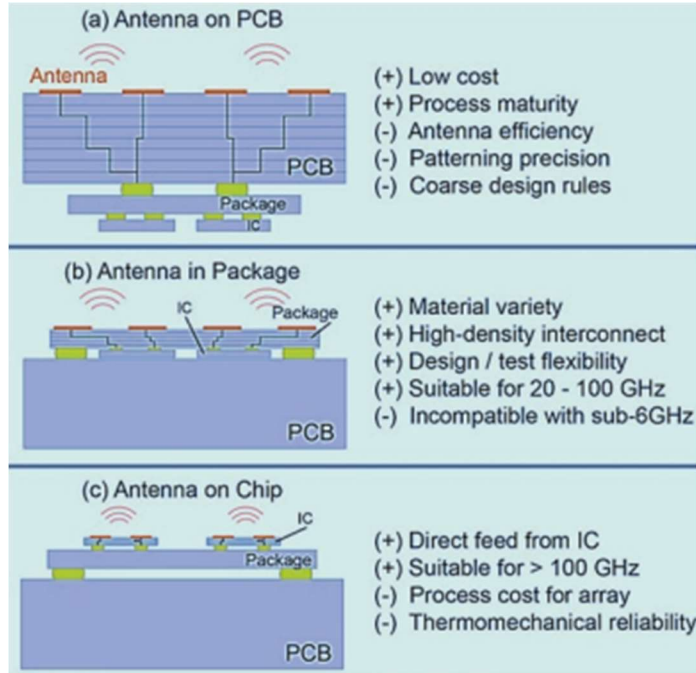 (a) Antenna on PCB
Antenna
PCB
Package
IC
(+) Low cost
(+) Process maturity
(-) Antenna efficiency
(-) Patterning precision
(-) Coarse design rules
(b) Antenna in Package
IC
Package
PCB
(+) Material variety
(+) High-density interconnect
(+) Design / test flexibility
(+) Suitable for 20 - 100 GHz
(-) Incompatible with sub-6GHz
(c) Antenna on Chip
IC
Package
PCB
(+) Direct feed from IC
(+) Suitable for > 100 GHz
(-) Process cost for array
(-) Thermomechanical reliability